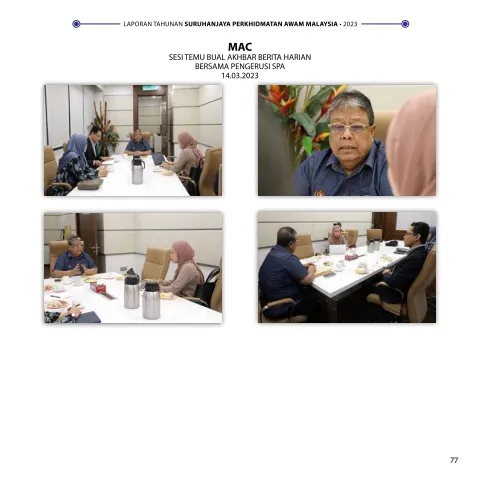 LAPORAN TAHUNAN SURUHANJAYA PERKHIDMATAN AWAM MALAYSIA • 2023
MAC
SESI TEMU BUAL AKHBAR BERITA HARIAN
BERSAMA PENGERUSI SPA
14.03.2023
77